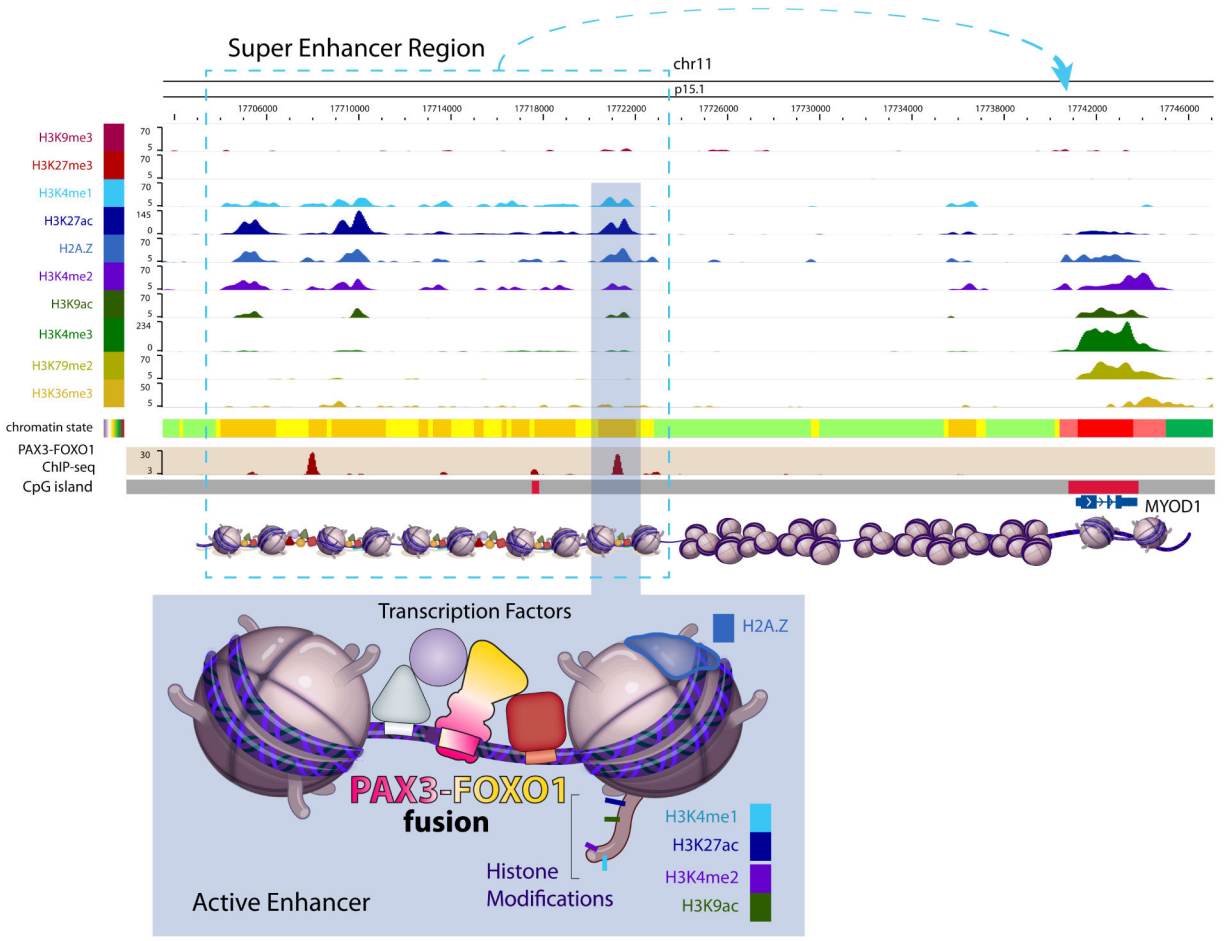 Super Enhancer Region
chr11
p15.1
17706000 17710000 17714000 17718000 17722000 17726000 17730000 17734000 17738000 17742000 17746000
H3K9me3 70 5
H3K27me3 70 5
H3K4me1 70 5
H3K27ac 145 0
H2A.Z 70 5
H3K4me2 70 5
H3K9ac 70 5
H3K4me3 234 0
H3K79me2 70 5
H3K36me3 50 5
chromatin state
PAX3-FOXO1 30
ChIP-seq 3
CpG island
MYOD1
Transcription Factors
H2A.Z
PAX3-FOXO1
fusion
H3K4me1
H3K27ac
Histone
Modifications
H3K4me2
H3K9ac
Active Enhancer